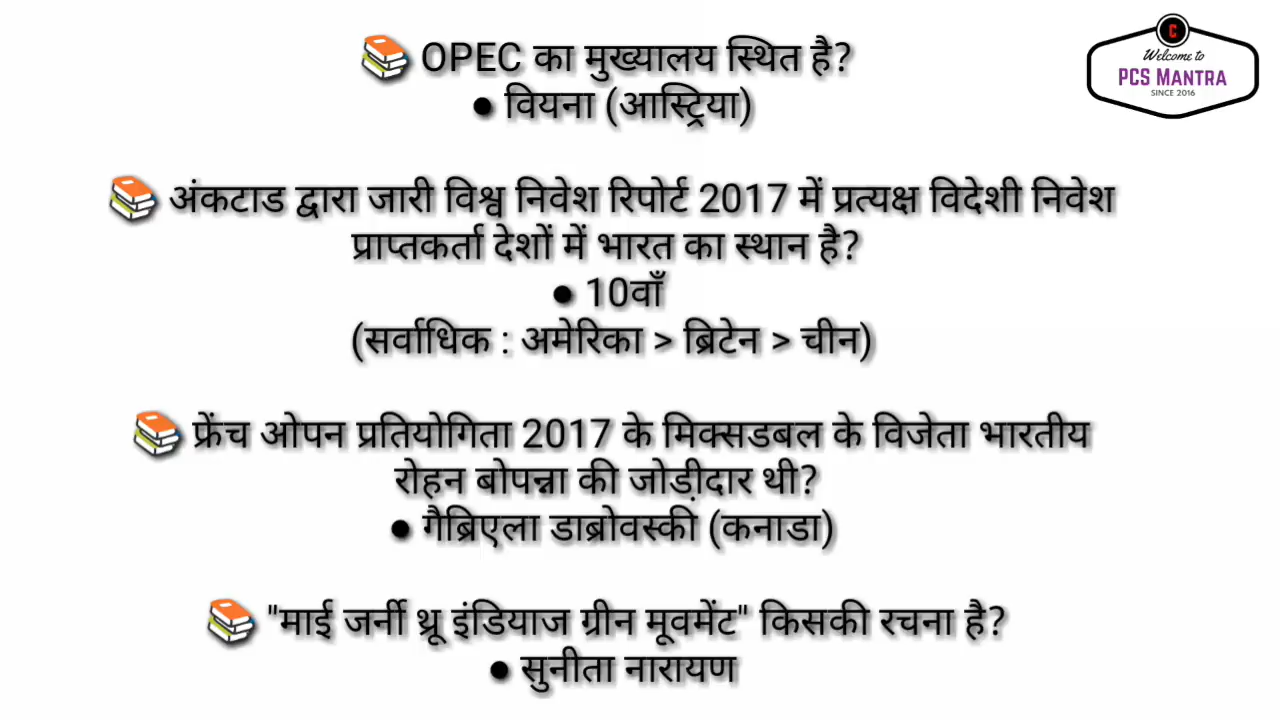 📚 OPEC का मुख्यालय स्थित है?
● वियना (आस्ट्रिया)
📚 अंकटाड द्वारा जारी विश्व निवेश रिपोर्ट 2017 में प्रत्यक्ष विदेशी निवेश
प्राप्तकर्ता देशों में भारत का स्थान है?
● 10वाँ
(सर्वाधिक : अमेरिका > ब्रिटेन > चीन)
📚 फ्रेंच ओपन प्रतियोगिता 2017 के मिक्सडबल के विजेता भारतीय
रोहन बोपन्ना की जोड़ीदार थी?
● गैब्रिएला डाब्रोवस्की (कनाडा)
📚 "माई जर्नी थ्रू इंडियाज ग्रीन मूवमेंट" किसकी रचना है?
● सुनीता नारायण
C
Welcome to
PCS MANTRA
SINCE 2016